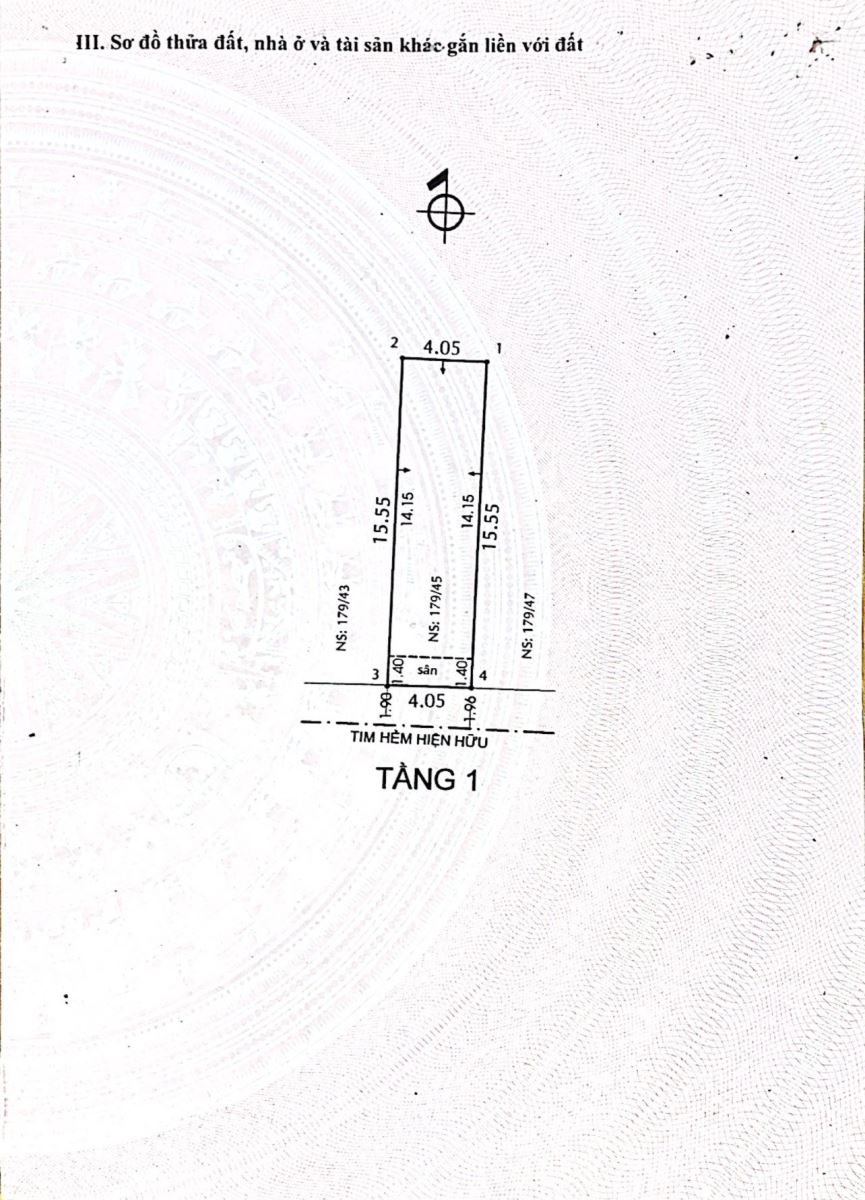 III. Sơ đồ thửa đất, nhà ở và tài sản khác gắn liền với đất
2
4.05
1
15.55
14.15
14.15
15.55
NS: 179/43
NS: 179/45
NS: 179/47
1.40
sân
1.40
3
4
1.90
4.05
1.96
TIM HẺM HIỆN HỮU
TẦNG 1